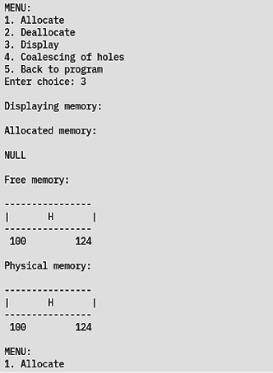 MENU:
1. Allocate
2. Deallocate
3. Display
4. Coalescing of holes
5. Back to program
Enter choice: 3
Displaying memory:
Allocated memory:
NULL
Free memory:
----------------
|       H       |
----------------
100         124
Physical memory:
----------------
|       H       |
----------------
100         124
MENU:
1. Allocate